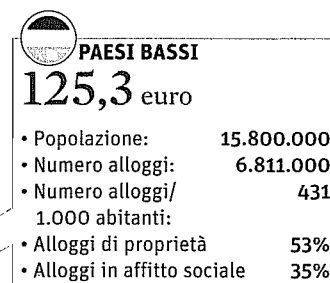 PAESI BASSI
125,3 euro
• Popolazione: 15.800.000
• Numero alloggi: 6.811.000
• Numero alloggi/ 431
1.000 abitanti:
• Alloggi di proprietà 53%
• Alloggi in affitto sociale 35%